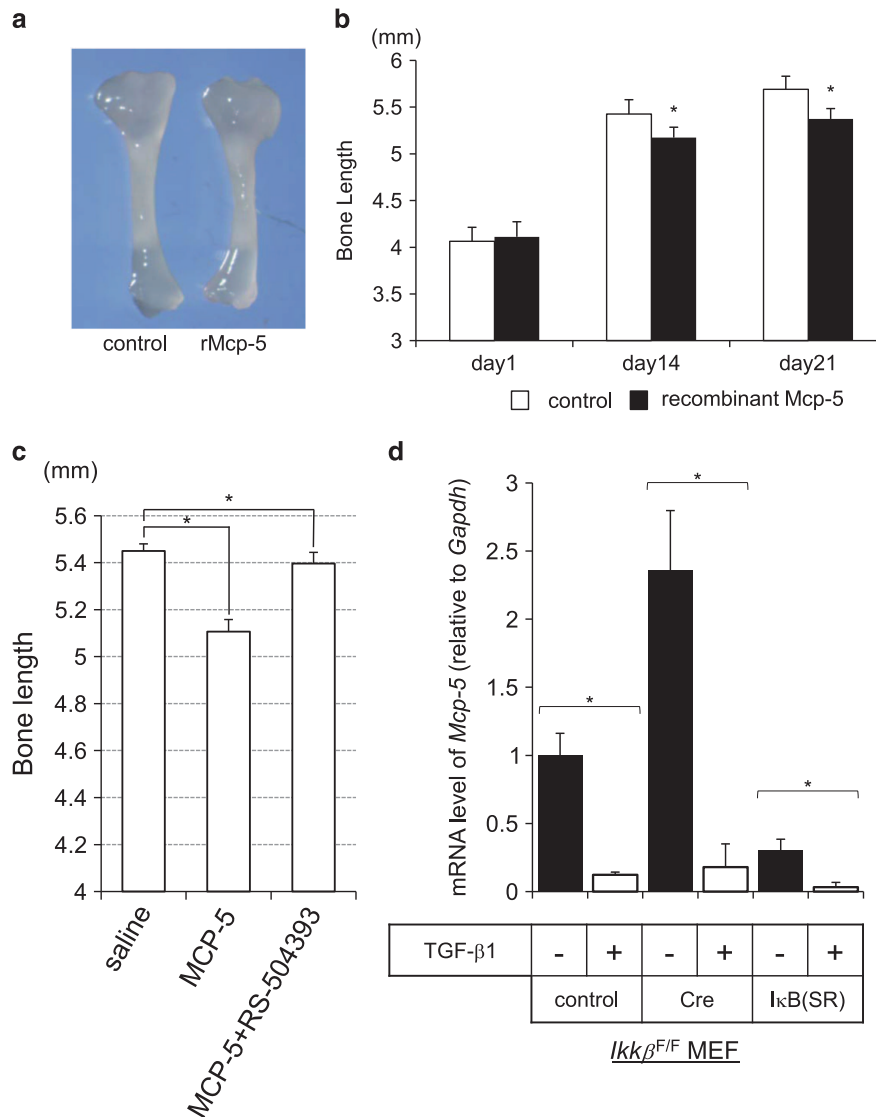 a
control rMcp-5
b
(mm)
Bone Length
5.5
5
4.5
4
3.5
3
*
*
day1 day14 day21
control recombinant Mcp-5
c
(mm)
Bone length
5.6
5.4
5.2
5
4.8
4.6
4.4
4.2
4
*
*
saline
MCP-5
MCP-5+RS-504393
d
mRNA level of Mcp-5 (relative to Gapdh)
3
2.5
2
1.5
1
0.5
0
*
*
*
TGF-β1 - + - + - +
control Cre IκB(SR)
Ikkβ^F/F MEF